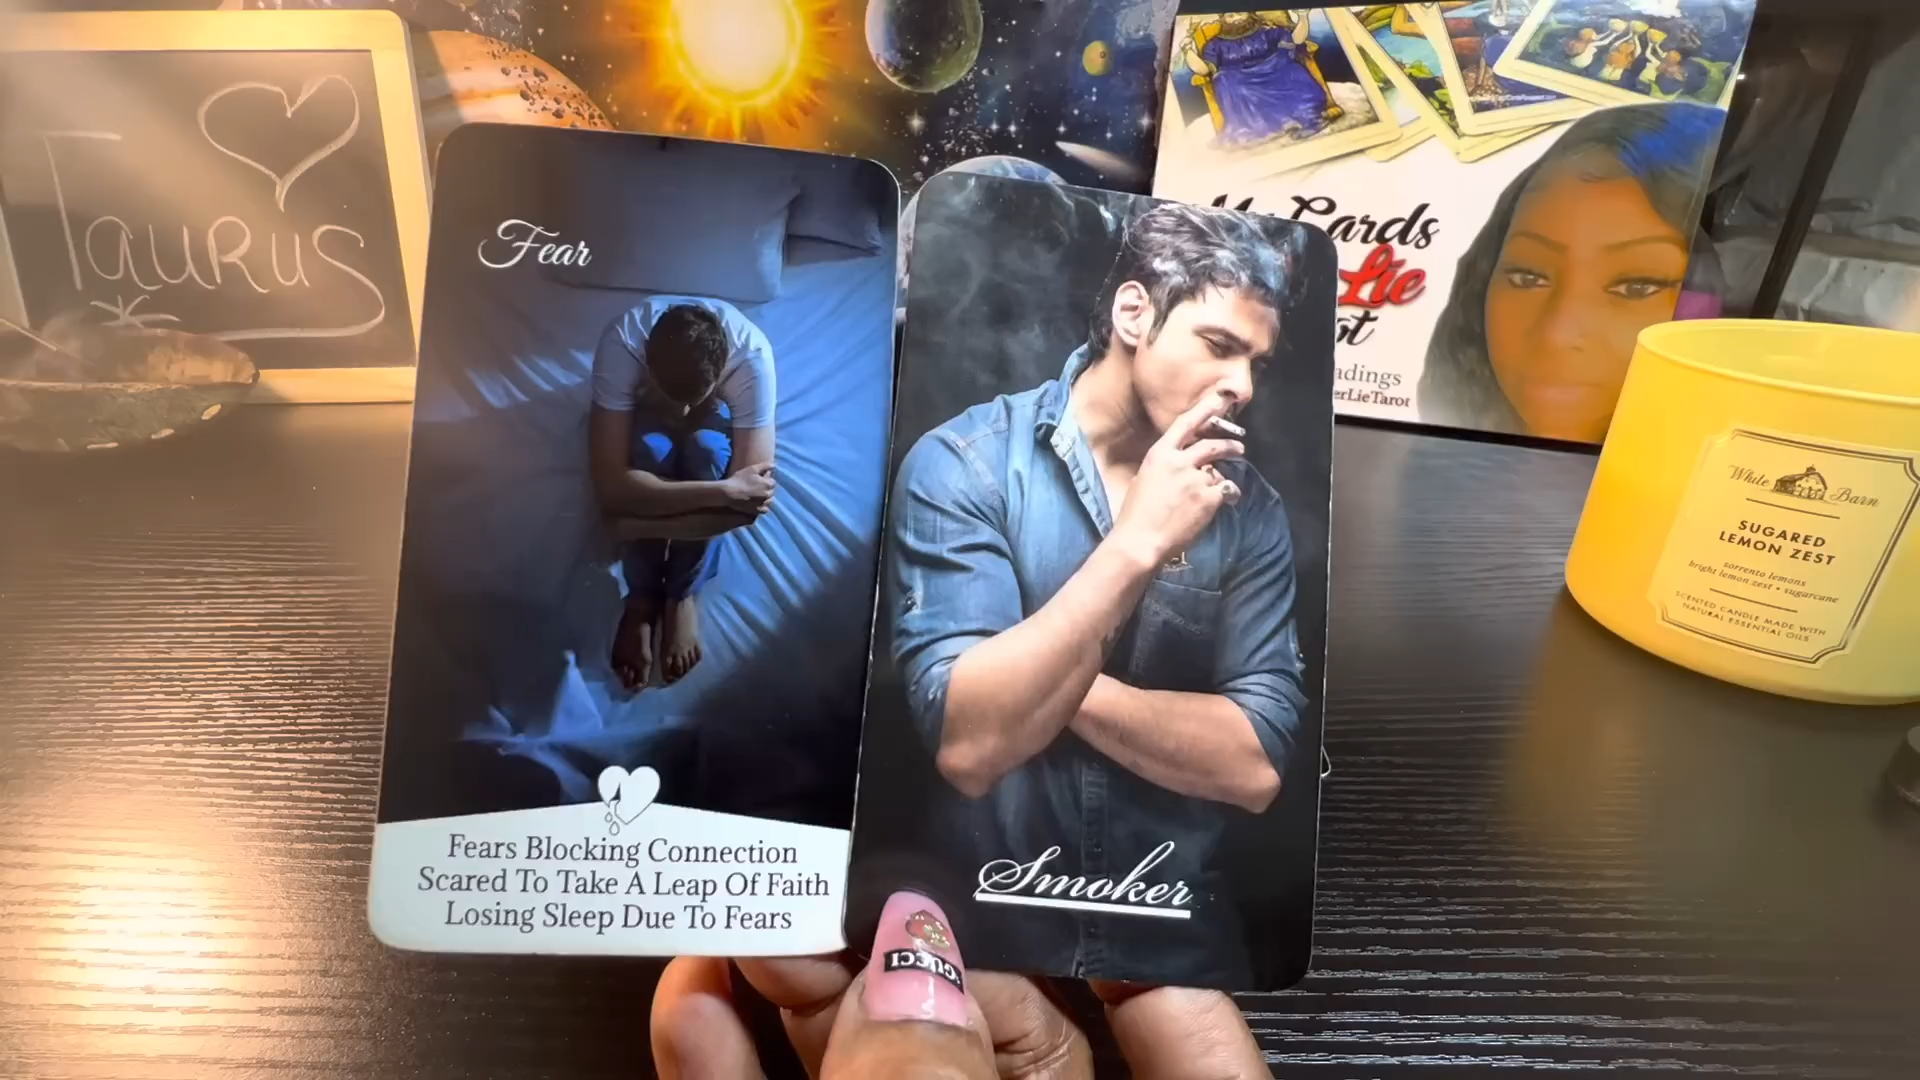 Taurus
Fear
Fears Blocking Connection
Scared To Take A Leap Of Faith
Losing Sleep Due To Fears
Smoker
GUCCI
My Cards
Lie
adings
erLieTarot
White Barn
SUGARED
LEMON ZEST
sorrento lemons
bright lemon zest • sugarcane
SCENTED CANDLE MADE WITH
NATURAL ESSENTIAL OILS